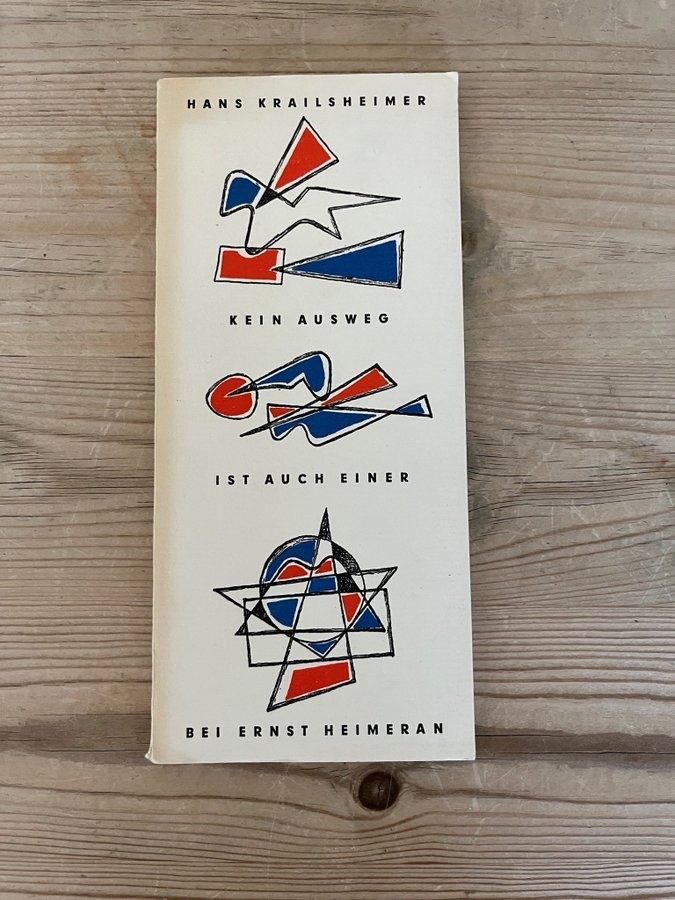 HANS KRAILSHEIMER
KEIN AUSWEG
IST AUCH EINER
BEI ERNST HEIMERAN